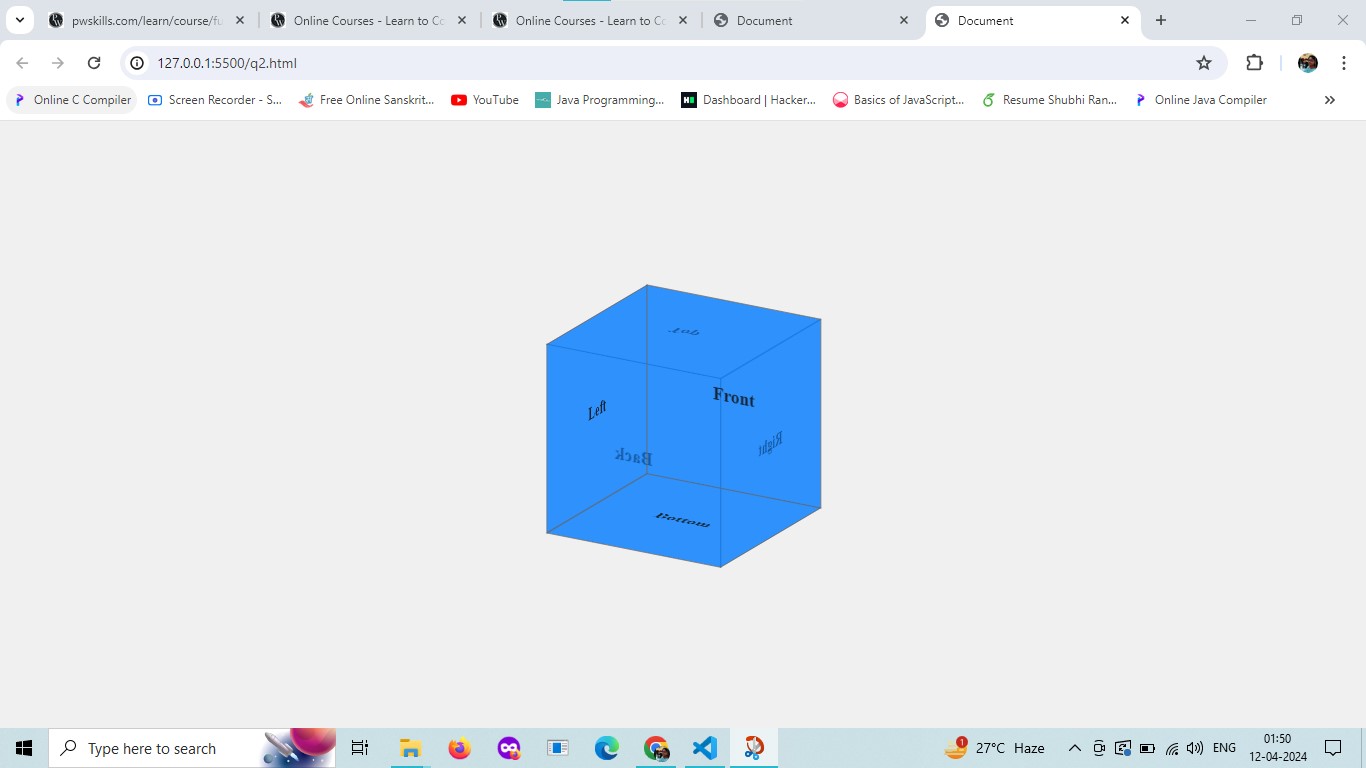 pwskills.com/learn/course/fu
Online Courses - Learn to Co
Online Courses - Learn to Co
Document
Document
127.0.0.1:5500/q2.html
Online C Compiler
Screen Recorder - S...
Free Online Sanskrit...
YouTube
Java Programming...
Dashboard | Hacker...
Basics of JavaScript...
Resume Shubhi Ran...
Online Java Compiler
Top
Front
Left
Right
Back
Bottom
Type here to search
1
27°C Haze
ENG
01:50
12-04-2024